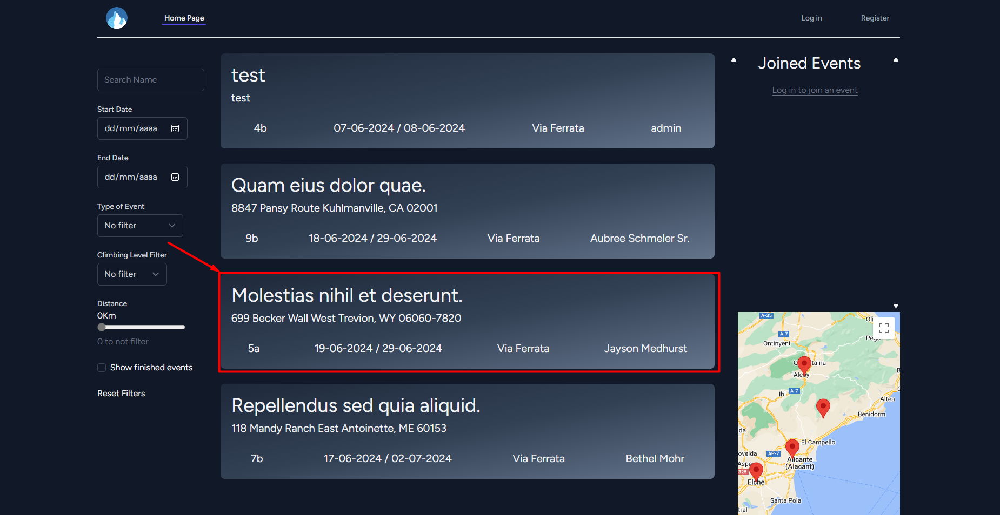 Home Page
Log in
Register
Search Name
Start Date
dd/mm/aaaa
End Date
dd/mm/aaaa
Type of Event
No filter
Climbing Level Filter
No filter
Distance
0Km
0 to not filter
Show finished events
Reset Filters
test
test
4b 07-06-2024 / 08-06-2024 Via Ferrata admin
Quam eius dolor quae.
8847 Pansy Route Kuhlmanville, CA 02001
9b 18-06-2024 / 29-06-2024 Via Ferrata Aubree Schmeler Sr.
Molestias nihil et deserunt.
699 Becker Wall West Trevion, WY 06060-7820
5a 19-06-2024 / 29-06-2024 Via Ferrata Jayson Medhurst
Repellendus sed quia aliquid.
118 Mandy Ranch East Antoinette, ME 60153
7b 17-06-2024 / 02-07-2024 Via Ferrata Bethel Mohr
Joined Events
Log in to join an event
A-35
A-7
Ontinyent
Alcoy
A-7
Ibi
Altea
Benidorm
El Campello
AP-7
Alicante
(Alacant)
325
Elche
Santa Pola